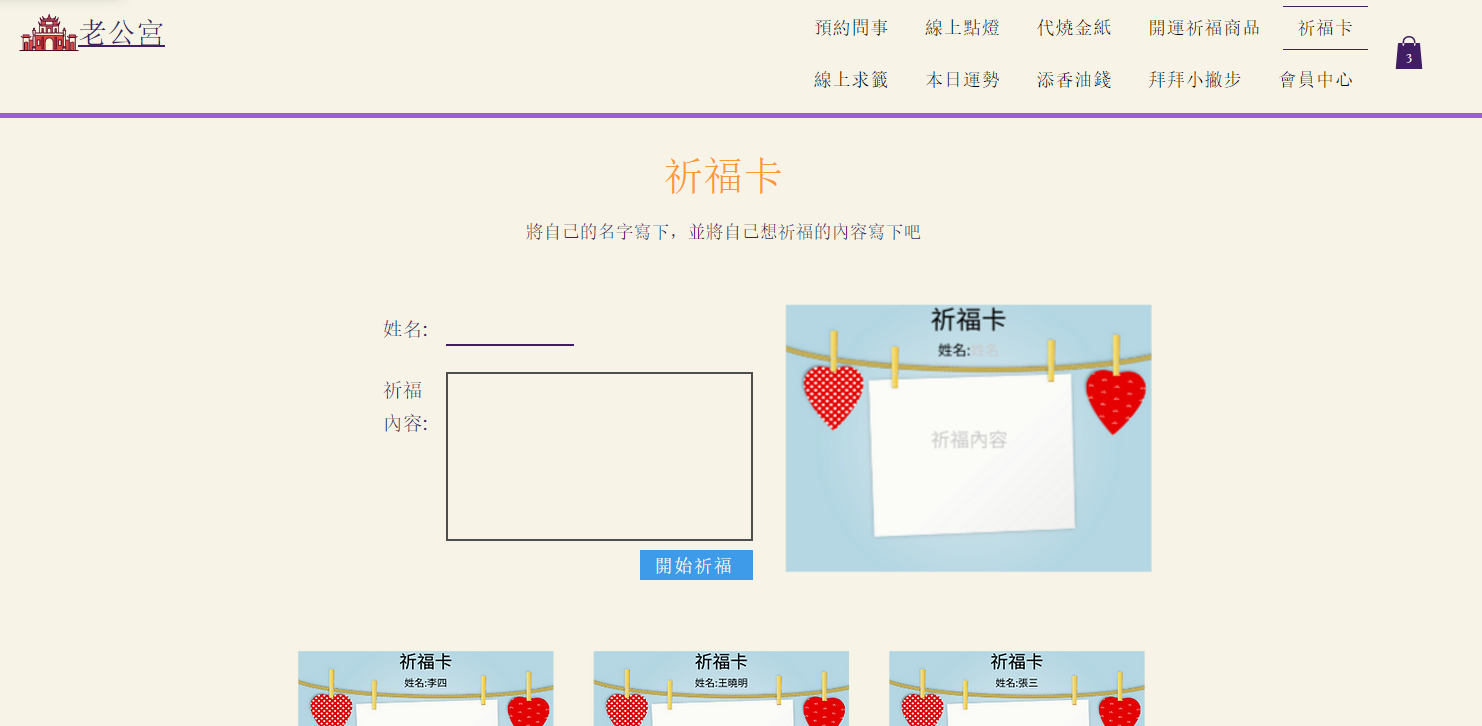 老公宮
預約問事 線上點燈 代燒金紙 開運祈福商品 祈福卡
3
線上求籤 本日運勢 添香油錢 拜拜小撇步 會員中心
祈福卡
將自己的名字寫下，並將自己想祈福的內容寫下吧
姓名:
祈福
內容:
開始祈福
祈福卡
姓名:姓名
祈福內容
祈福卡
姓名:李四
祈福卡
姓名:王曉明
祈福卡
姓名:張三